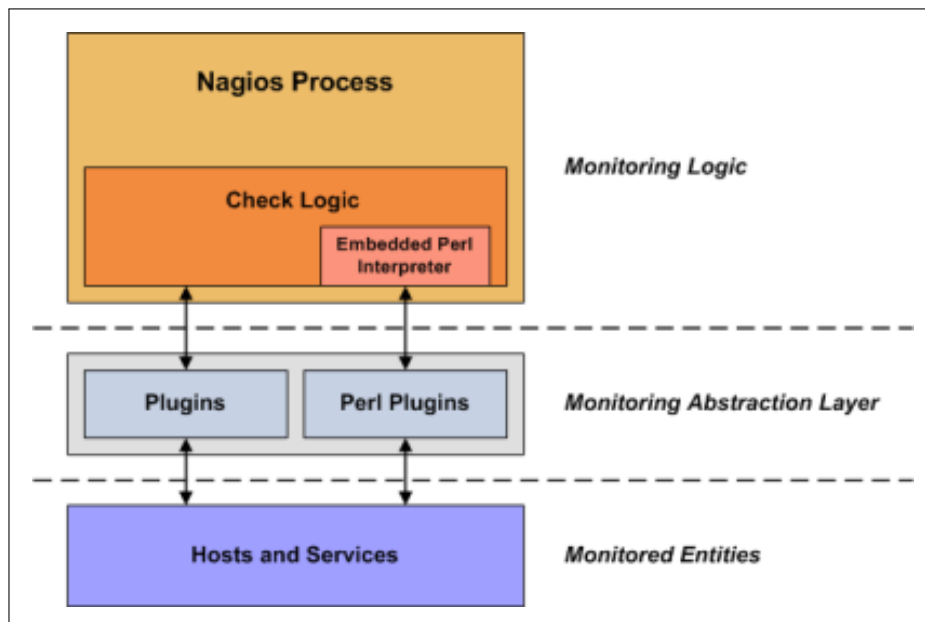 Nagios Process
Monitoring Logic
Check Logic
Embedded Perl
Interpreter
Plugins
Perl Plugins
Monitoring Abstraction Layer
Hosts and Services
Monitored Entities